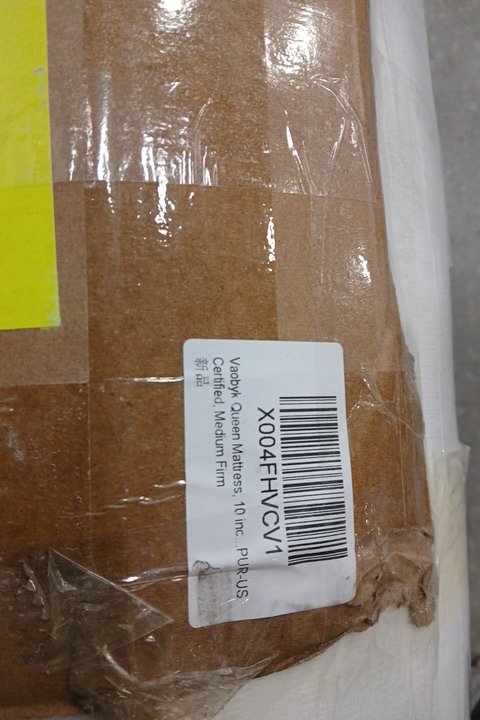 X004FHVCV1
Vaobyk Queen Mattress, 10 inc...PUR-US
Certified, Medium Firm
新品